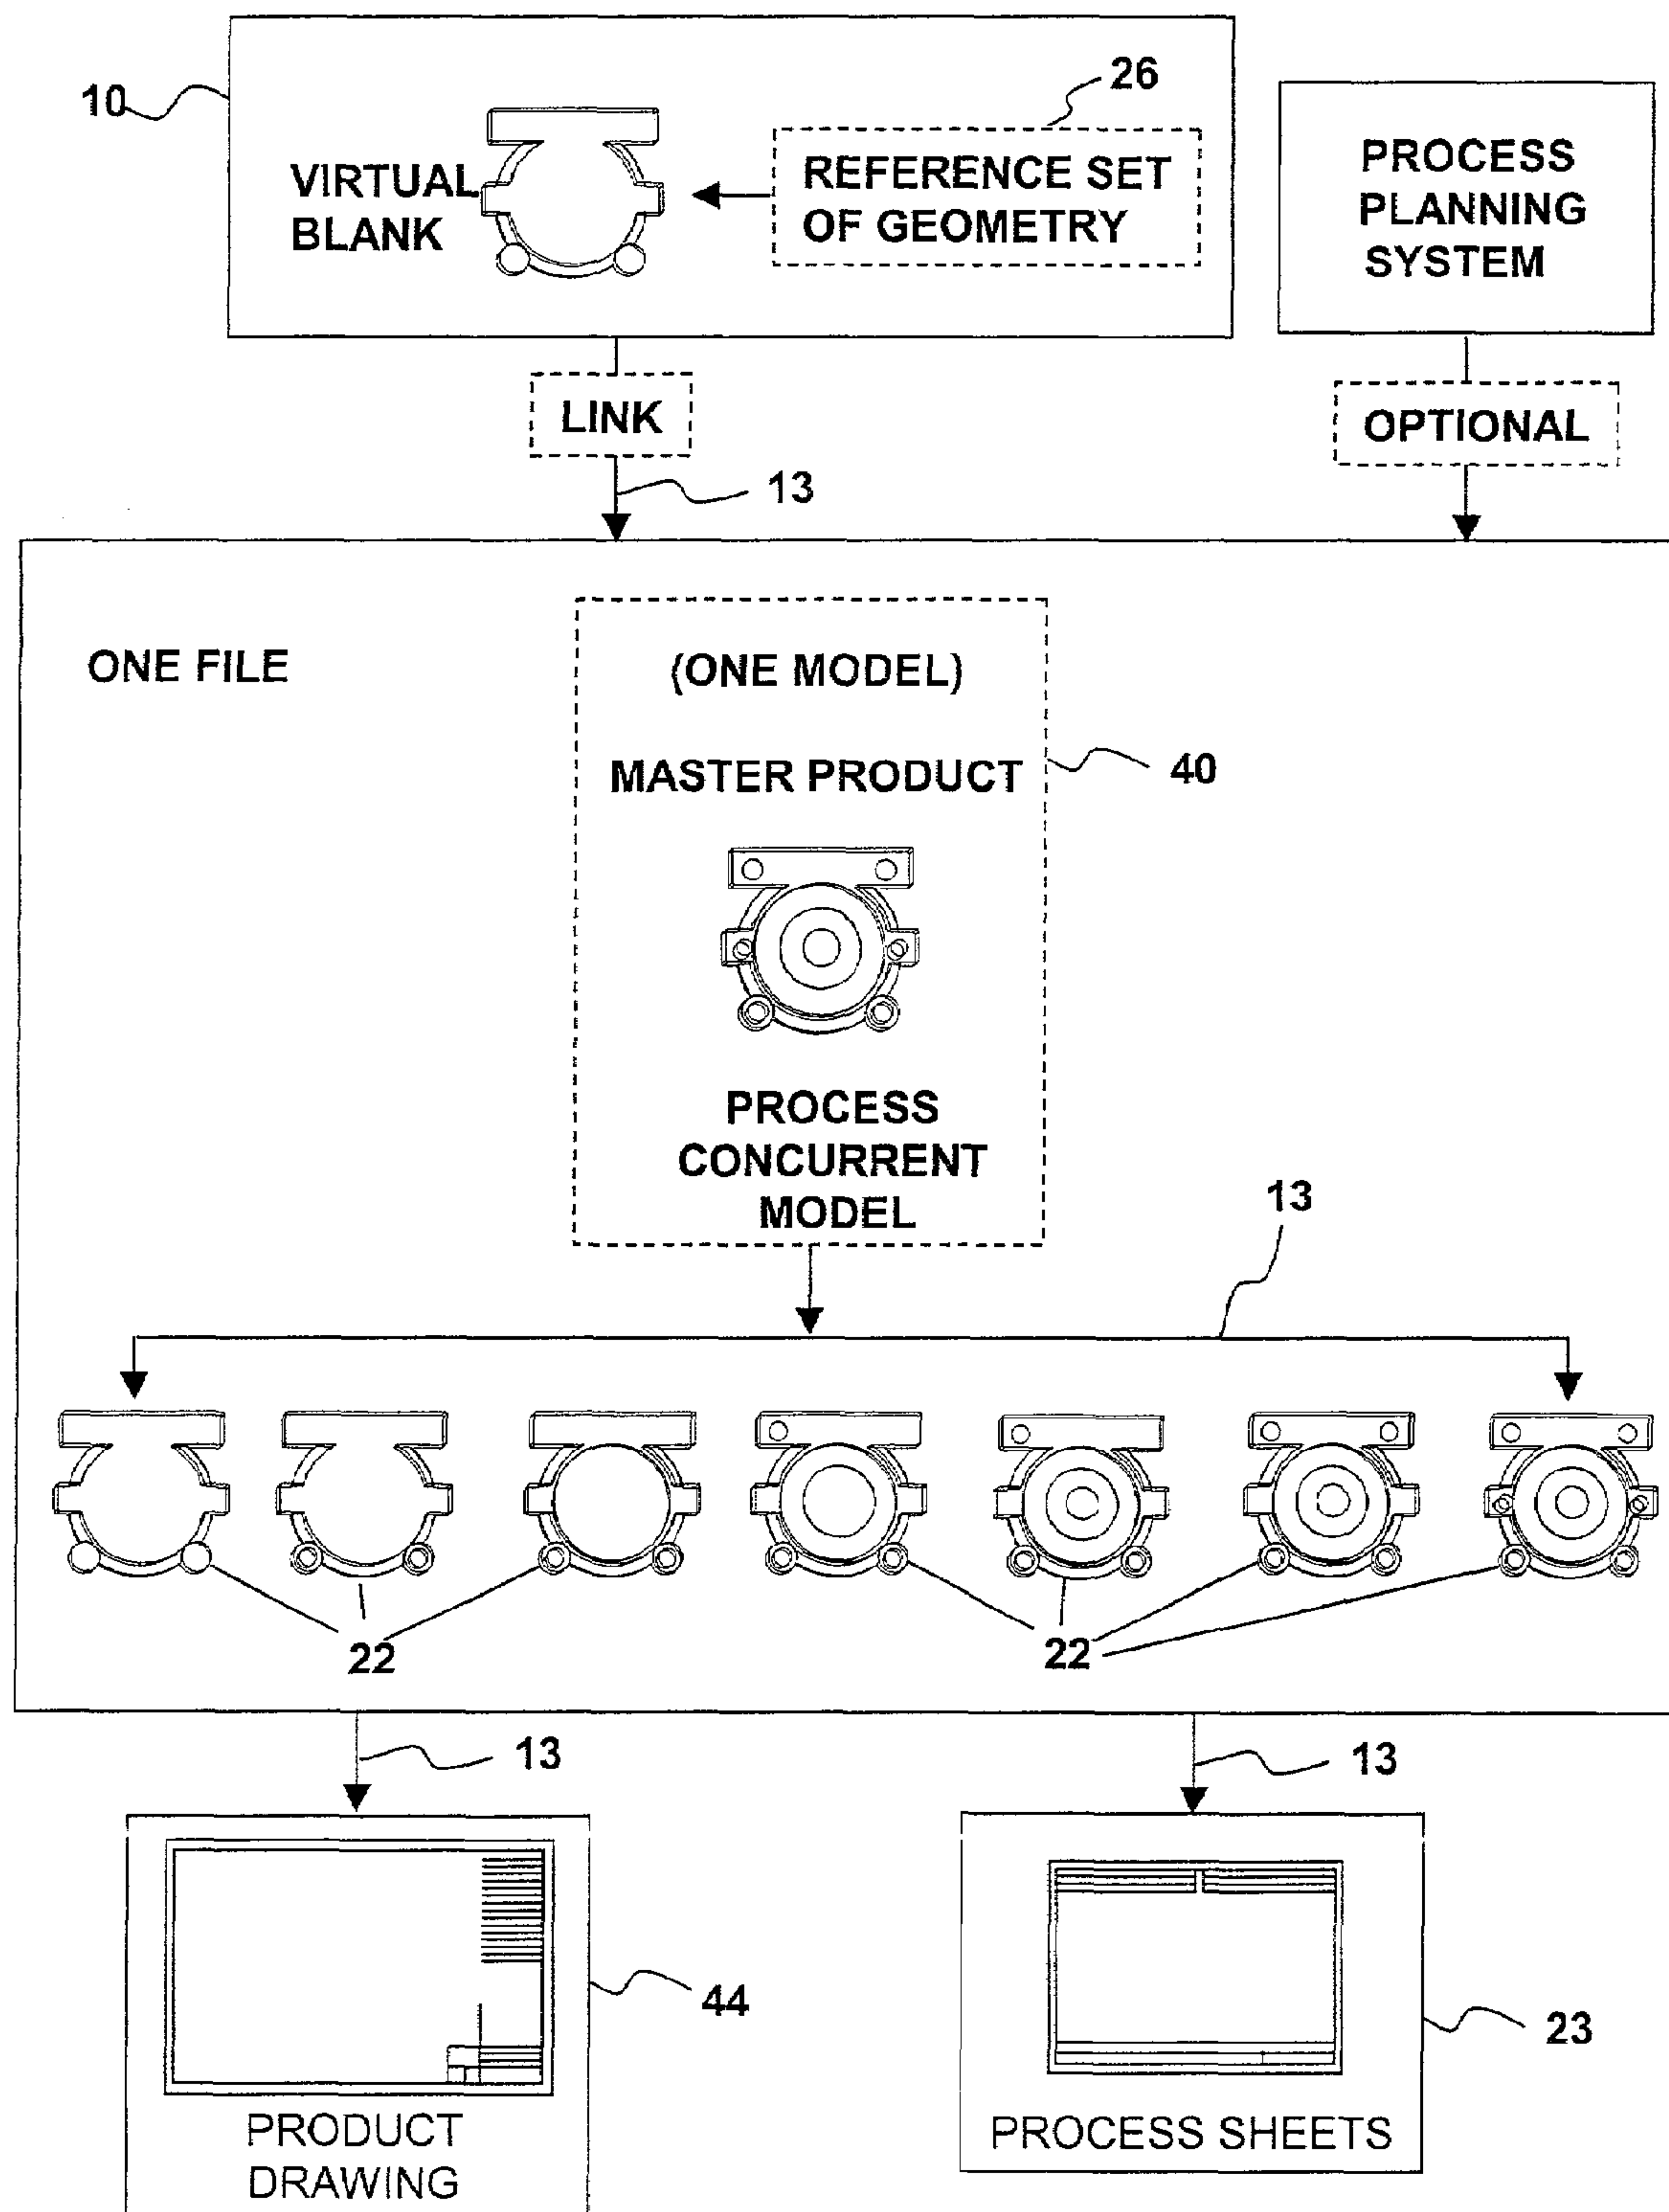 26
10
VIRTUAL
BLANK
REFERENCE SET
OF GEOMETRY
PROCESS
PLANNING
SYSTEM
LINK
OPTIONAL
13
ONE FILE
(ONE MODEL)
MASTER PRODUCT
40
PROCESS
CONCURRENT
MODEL
13
22
22
13
13
44
23
PRODUCT
DRAWING
PROCESS SHEETS